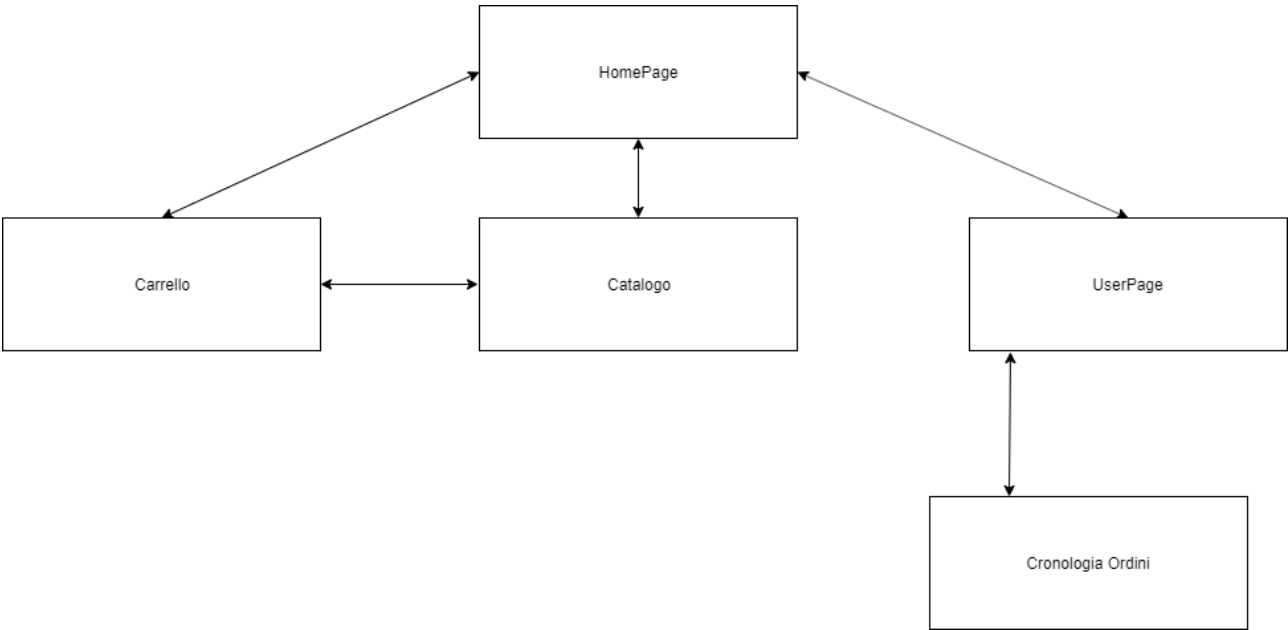 HomePage
Carrello
Catalogo
UserPage
Cronologia Ordini